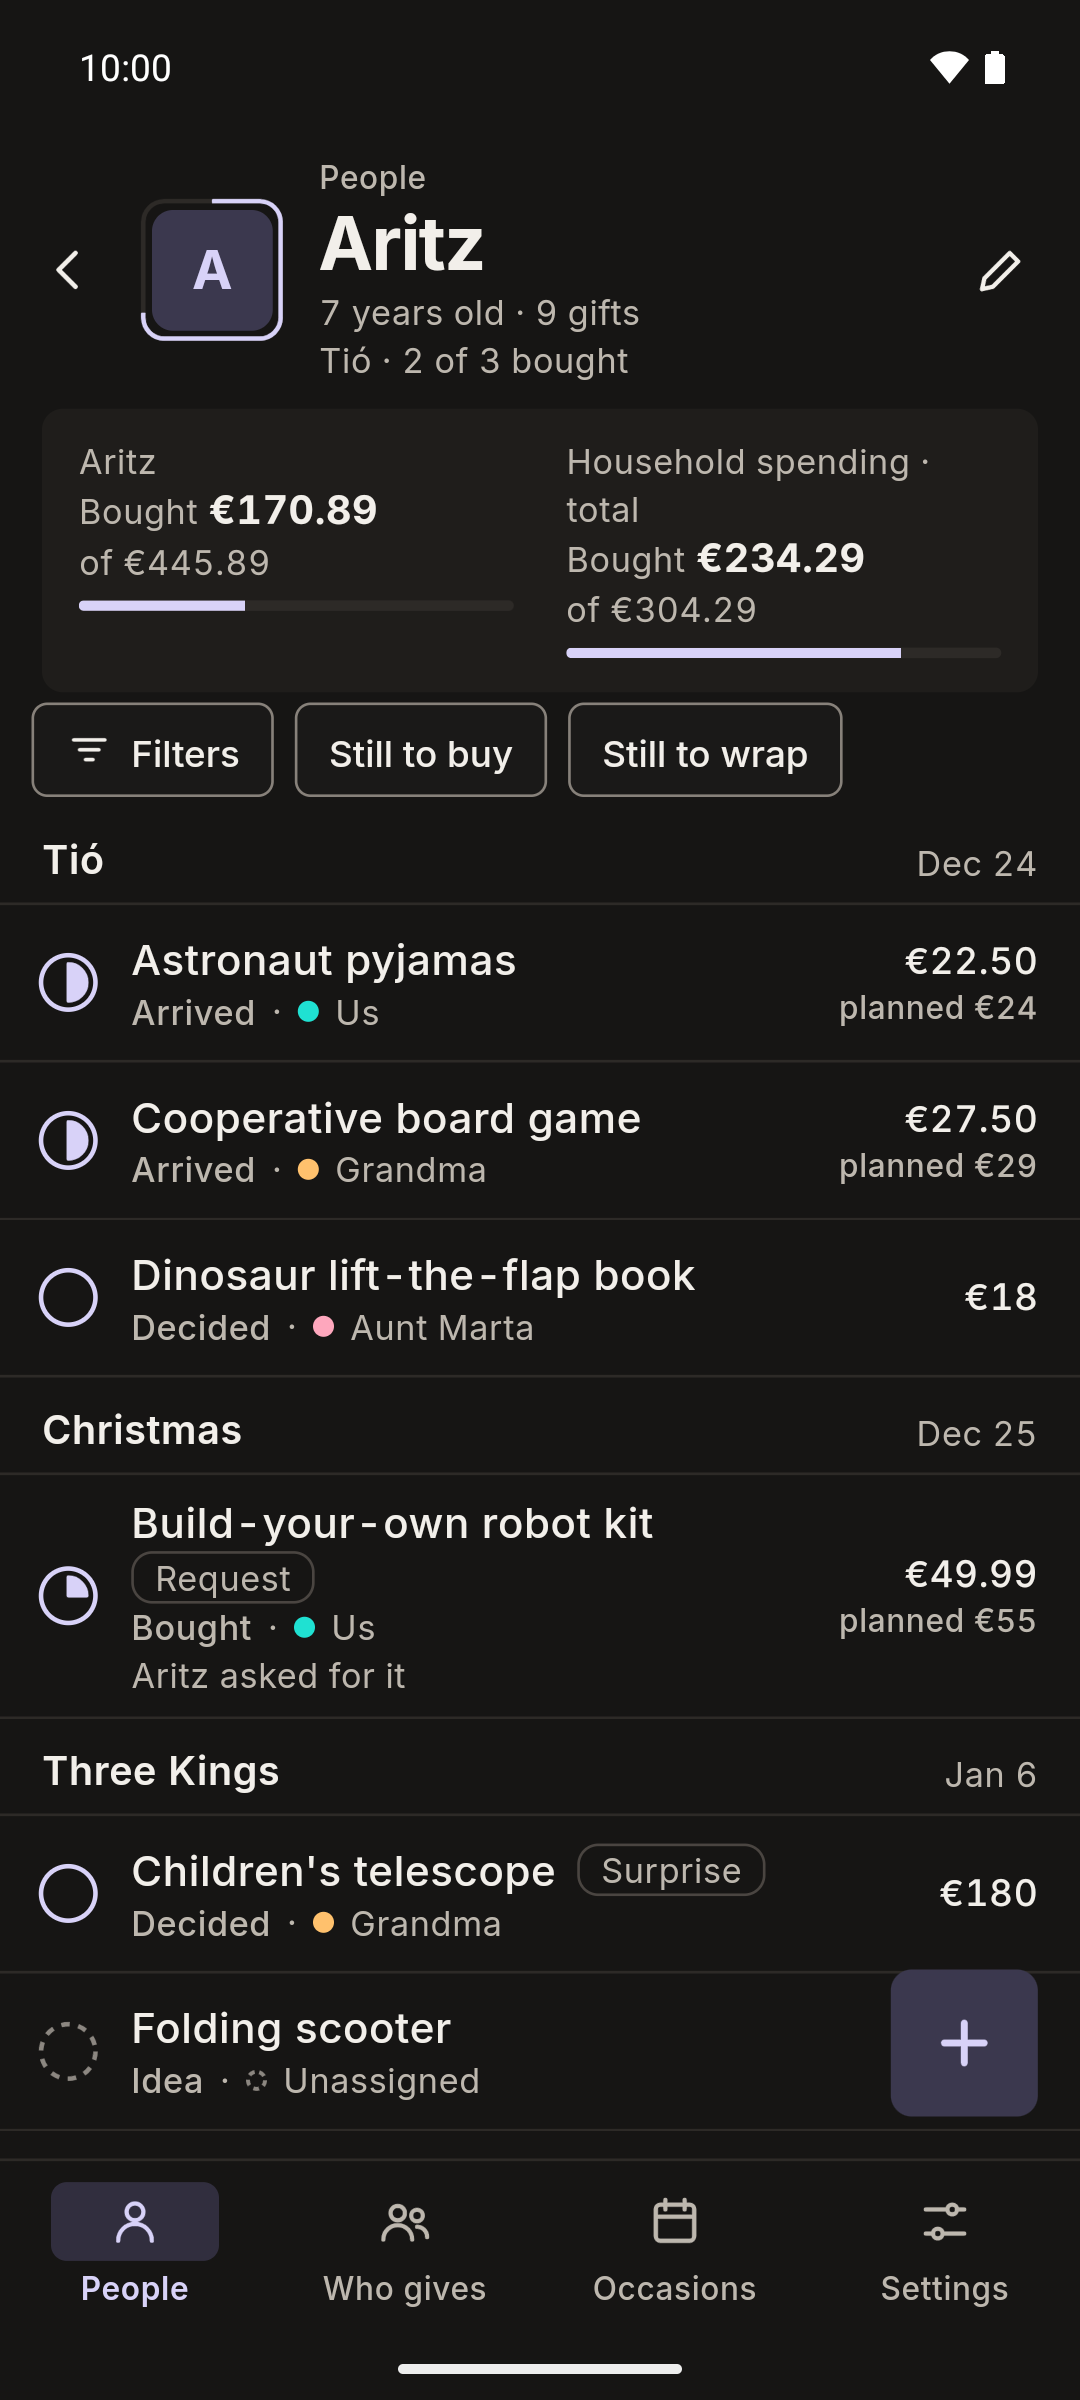 10:00
People
A
Aritz
7 years old · 9 gifts
Tió · 2 of 3 bought
Aritz
Bought €170.89
of €445.89
Household spending ·
total
Bought €234.29
of €304.29
Filters
Still to buy
Still to wrap
Tió
Dec 24
Astronaut pyjamas
€22.50
Arrived · Us
planned €24
Cooperative board game
€27.50
Arrived · Grandma
planned €29
Dinosaur lift-the-flap book
€18
Decided · Aunt Marta
Christmas
Dec 25
Build-your-own robot kit
Request
€49.99
Bought · Us
planned €55
Aritz asked for it
Three Kings
Jan 6
Children's telescope Surprise
€180
Decided · Grandma
Folding scooter
Idea · Unassigned
People
Who gives
Occasions
Settings